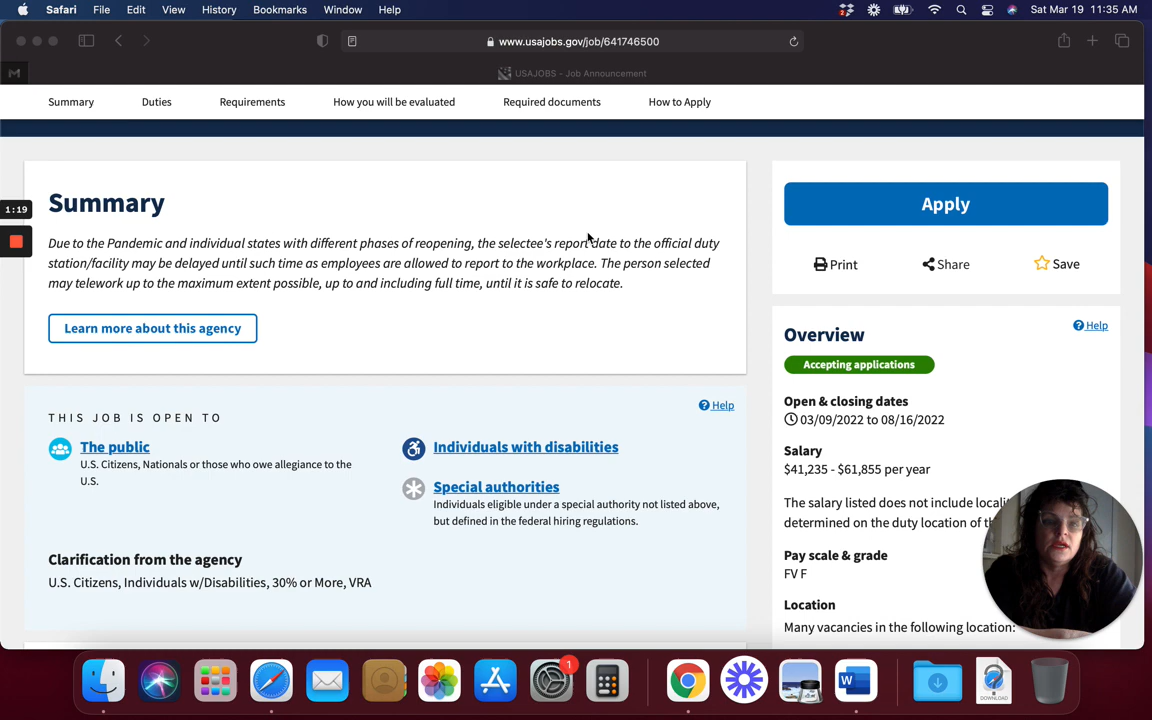 Safari File Edit View History Bookmarks Window Help Sat Mar 19 11:35 AM
www.usajobs.gov/job/641746500
USAJOBS - Job Announcement
Summary Duties Requirements How you will be evaluated Required documents How to Apply
1:19
Summary
Due to the Pandemic and individual states with different phases of reopening, the selectee's report date to the official duty
station/facility may be delayed until such time as employees are allowed to report to the workplace. The person selected
may telework up to the maximum extent possible, up to and including full time, until it is safe to relocate.
Learn more about this agency
THIS JOB IS OPEN TO
Help
The public
U.S. Citizens, Nationals or those who owe allegiance to the
U.S.
Individuals with disabilities
Special authorities
Individuals eligible under a special authority not listed above,
but defined in the federal hiring regulations.
Clarification from the agency
U.S. Citizens, Individuals w/Disabilities, 30% or More, VRA
Apply
Print Share Save
Help
Overview
Accepting applications
Open & closing dates
03/09/2022 to 08/16/2022
Salary
$41,235 - $61,855 per year
The salary listed does not include
determined on the duty location of
Pay scale & grade
FV F
Location
Many vacancies in the following location:
1
W
DOWNLOAD